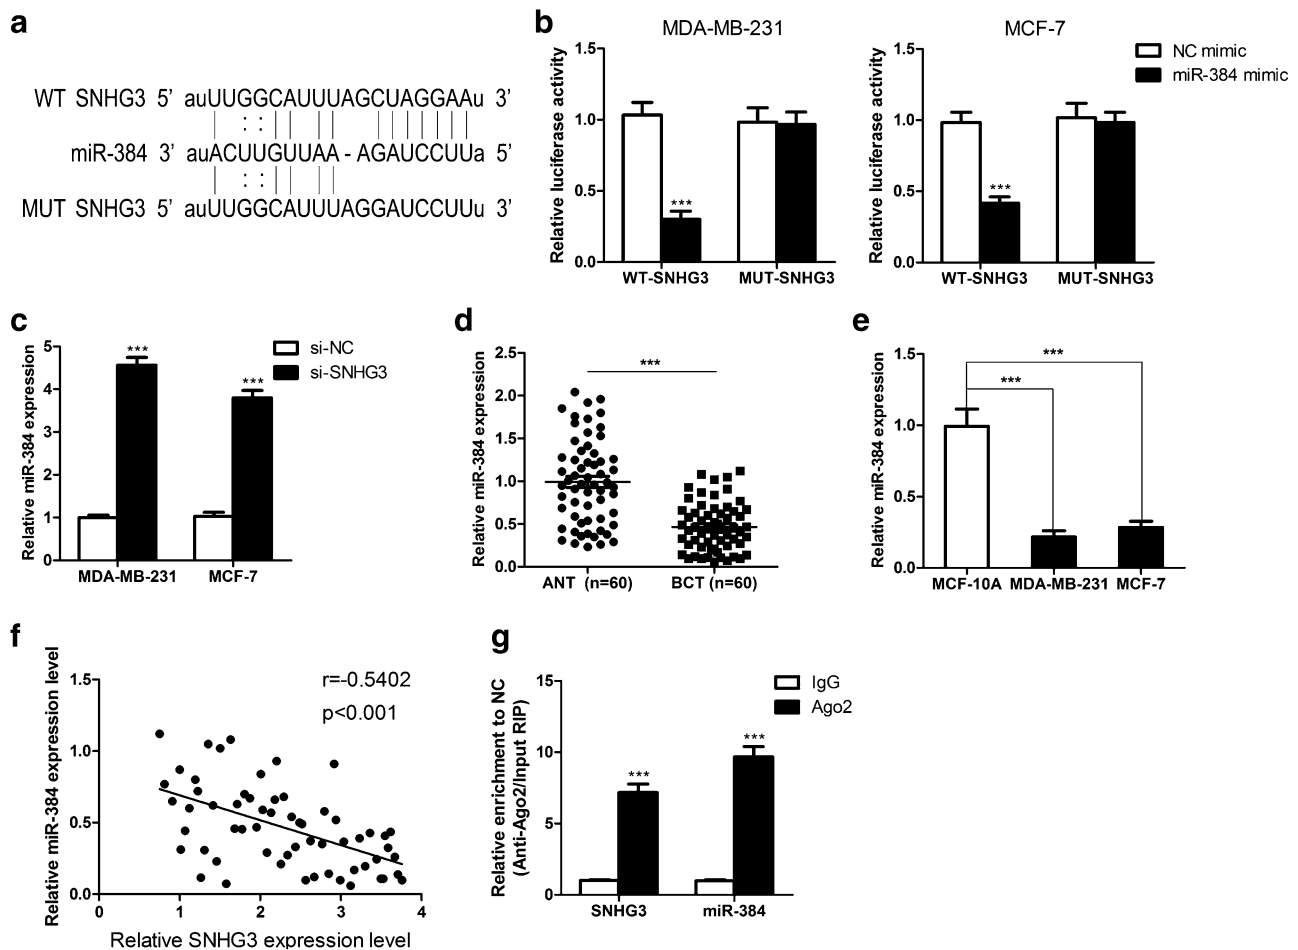 a
WT SNHG3 5’ auUUGGCAUUUAGCUAGGAAu 3’
miR-384 3’ auACUUGUUAA - AGAUCCUUa 5’
MUT SNHG3 5’ auUUGGCAUUUAGGAUCCUUu 3’
b
MDA-MB-231
Relative luciferase activity
1.5
1.0
0.5
0.0
***
WT-SNHG3 MUT-SNHG3
MCF-7
Relative luciferase activity
1.5
1.0
0.5
0.0
***
WT-SNHG3 MUT-SNHG3
NC mimic
miR-384 mimic
c
Relative miR-384 expression
5
4
3
2
1
0
***
***
MDA-MB-231 MCF-7
si-NC
si-SNHG3
d
Relative miR-384 expression
2.5
2.0
1.5
1.0
0.5
0.0
***
ANT (n=60) BCT (n=60)
e
Relative miR-384 expression
1.5
1.0
0.5
0.0
***
***
MCF-10A MDA-MB-231 MCF-7
f
Relative miR-384 expression level
1.5
1.0
0.5
0.0
r=-0.5402
p<0.001
0 1 2 3 4
Relative SNHG3 expression level
g
Relative enrichment to NC
(Anti-Ago2/Input RIP)
15
10
5
0
***
***
SNHG3 miR-384
IgG
Ago2